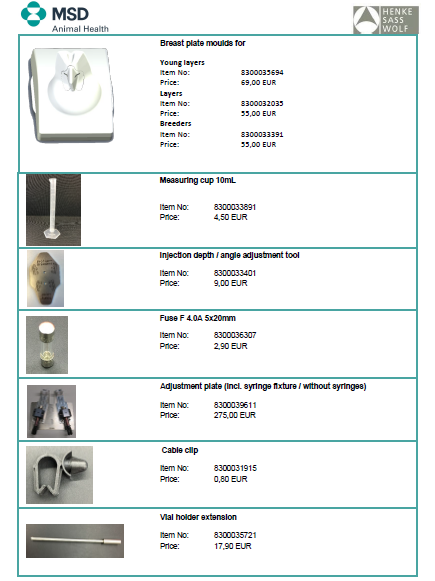 MSD
Animal Health
HENKE
SASS
WOLF
Breast plate moulds for
Young layers
Item No: 8300035694
Price: 69,00 EUR
Layers
Item No: 8300032035
Price: 55,00 EUR
Breeders
Item No: 8300033391
Price: 55,00 EUR
Measuring cup 10mL
Item No: 8300033891
Price: 4,50 EUR
Injection depth / angle adjustment tool
Item No: 8300033401
Price: 9,00 EUR
Fuse F 4.0A 5x20mm
Item No: 8300036307
Price: 2,90 EUR
Adjustment plate (incl. syringe fixture / without syringes)
Item No: 8300039611
Price: 275,00 EUR
Cable clip
Item No: 8300031915
Price: 0,80 EUR
Vial holder extension
Item No: 8300035721
Price: 17,90 EUR